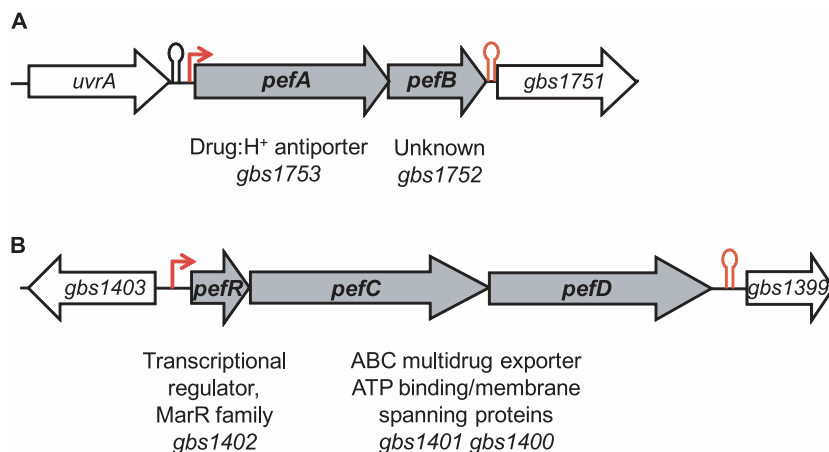 A
uvrA pefA pefB gbs1751
Drug:H⁺ antiporter Unknown
gbs1753 gbs1752
B
gbs1403 pefR pefC pefD gbs1399
Transcriptional ABC multidrug exporter
regulator, ATP binding/membrane
MarR family spanning proteins
gbs1402 gbs1401 gbs1400